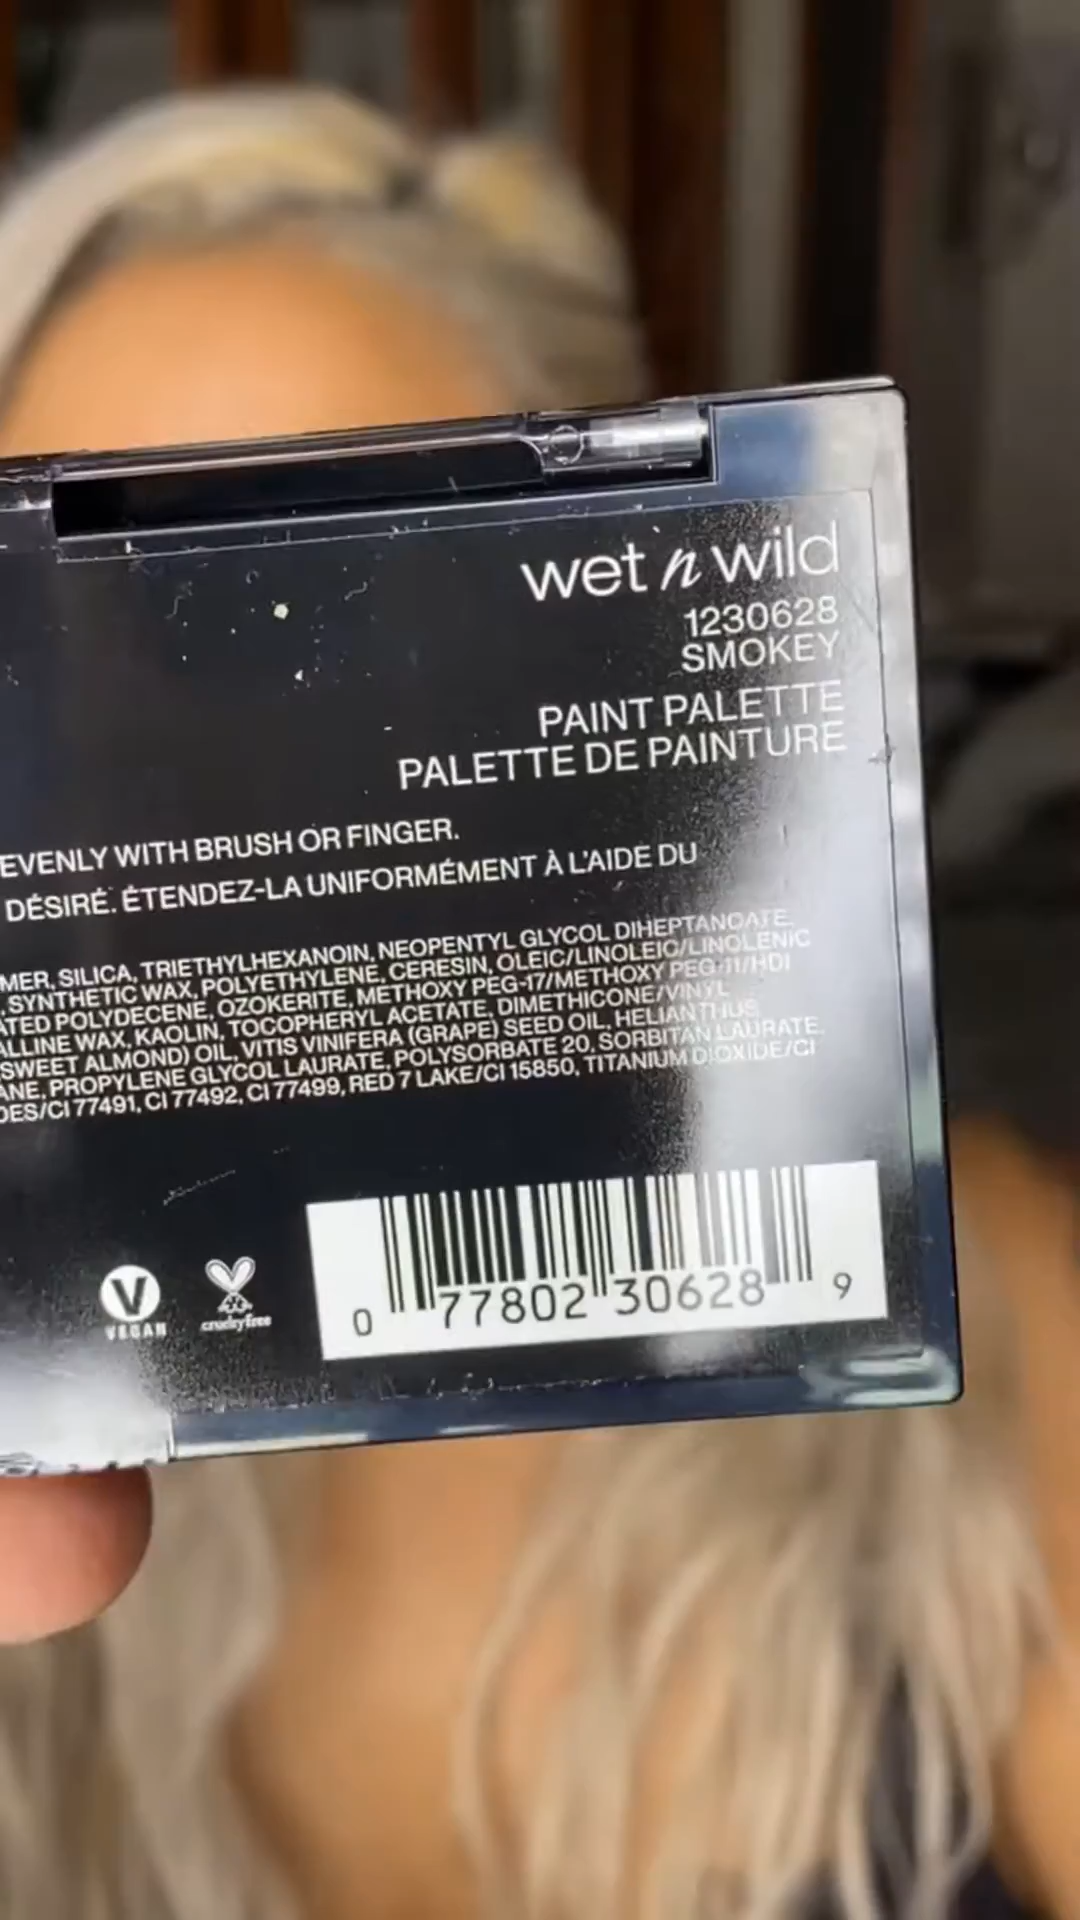 wet n wild
1230628
SMOKEY
PAINT PALETTE
PALETTE DE PAINTURE
EVENLY WITH BRUSH OR FINGER.
DÉSIRÉ. ÉTENDEZ-LA UNIFORMÉMENT À L'AIDE DU
MER, SILICA, TRIETHYLHEXANOIN, NEOPENTYL GLYCOL DIHEPTANOATE,
, SYNTHETIC WAX, POLYETHYLENE, CERESIN, OLEIC/LINOLEIC/LINOLENIC
ATED POLYDECENE, OZOKERITE, METHOXY PEG-17/METHOXY PEG-11/HDI
ALLINE WAX, KAOLIN, TOCOPHERYL ACETATE, DIMETHICONE/VINYL
SWEET ALMOND) OIL, VITIS VINIFERA (GRAPE) SEED OIL, HELIANTHUS
ANE, PROPYLENE GLYCOL LAURATE, POLYSORBATE 20, SORBITAN LAURATE,
DES/CI 77491, CI 77492, CI 77499, RED 7 LAKE/CI 15850, TITANIUM DIOXIDE/CI
V
VEGAN
crueltyfree
0 77802 30628 9